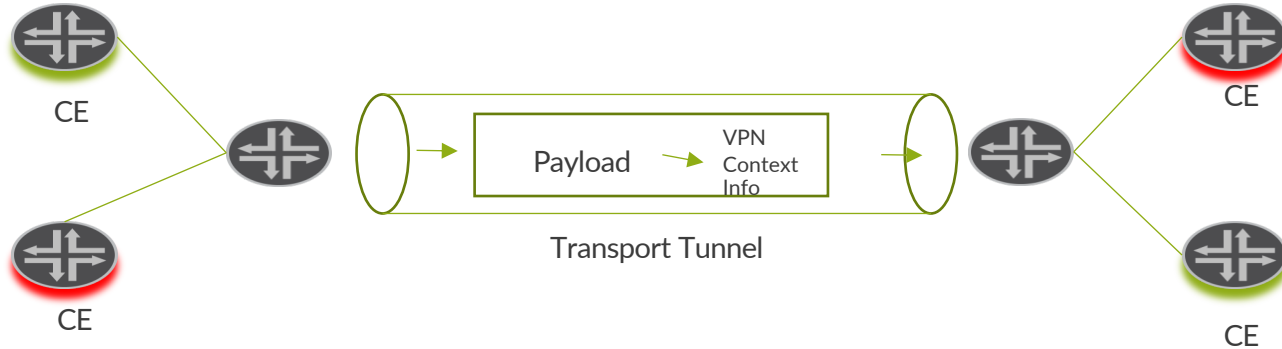 CE
CE
VPN
Payload
Context
Info
Transport Tunnel
CE
CE